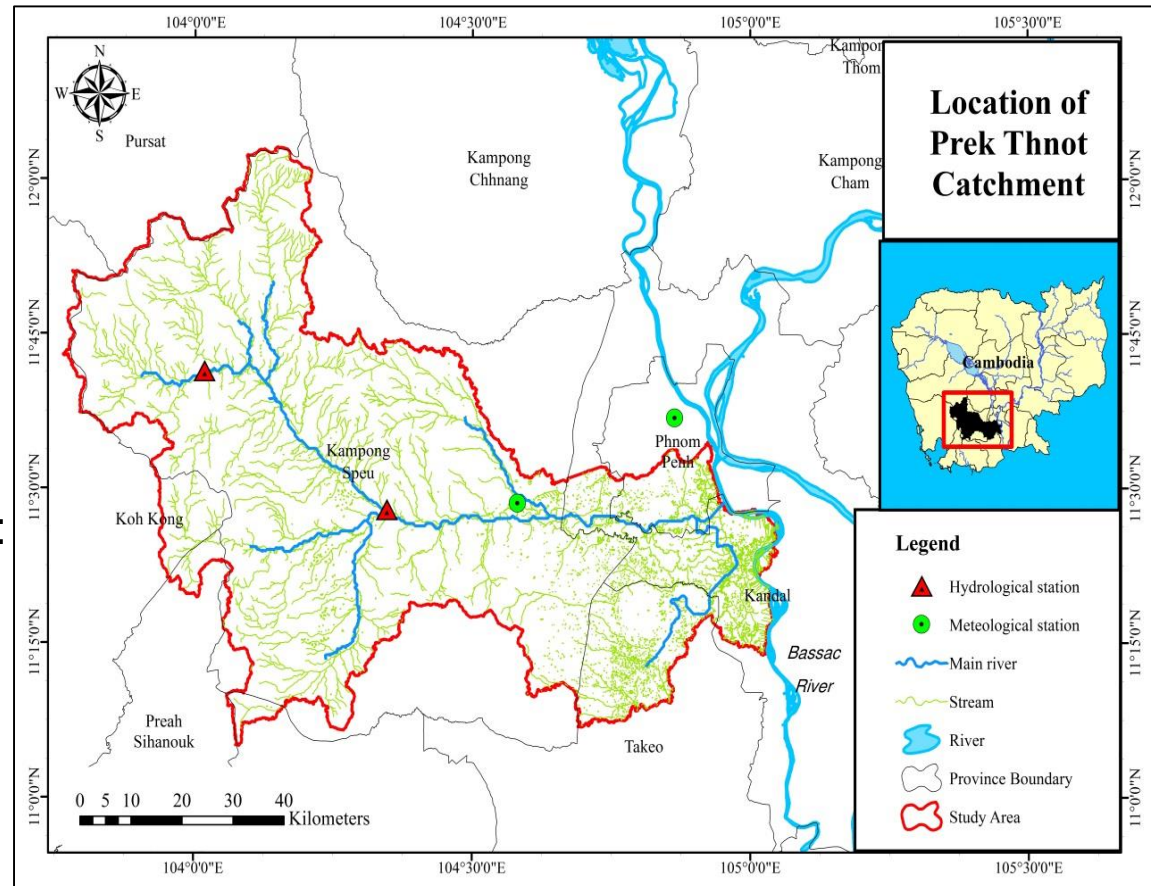 104°0'0"E
104°30'0"E
105°0'0"E
105°30'0"E
N
W
E
S
Pursat
Kampong
Chhnang
Kampong
Thom
Kampong
Cham
Location of
Prek Thnot
Catchment
12°0'0"N
12°0'0"N
11°45'0"N
11°45'0"N
Cambodia
Kampong
Speu
Phnom
Penh
11°30'0"N
11°30'0"N
Koh Kong
Kandal
Legend
Hydrological station
Meteological station
Main river
Stream
River
Province Boundary
Study Area
11°15'0"N
11°15'0"N
Bassac
River
Preah
Sihanouk
Takeo
11°0'0"N
11°0'0"N
0 5 10 20 30 40
Kilometers
104°0'0"E
104°30'0"E
105°0'0"E
105°30'0"E